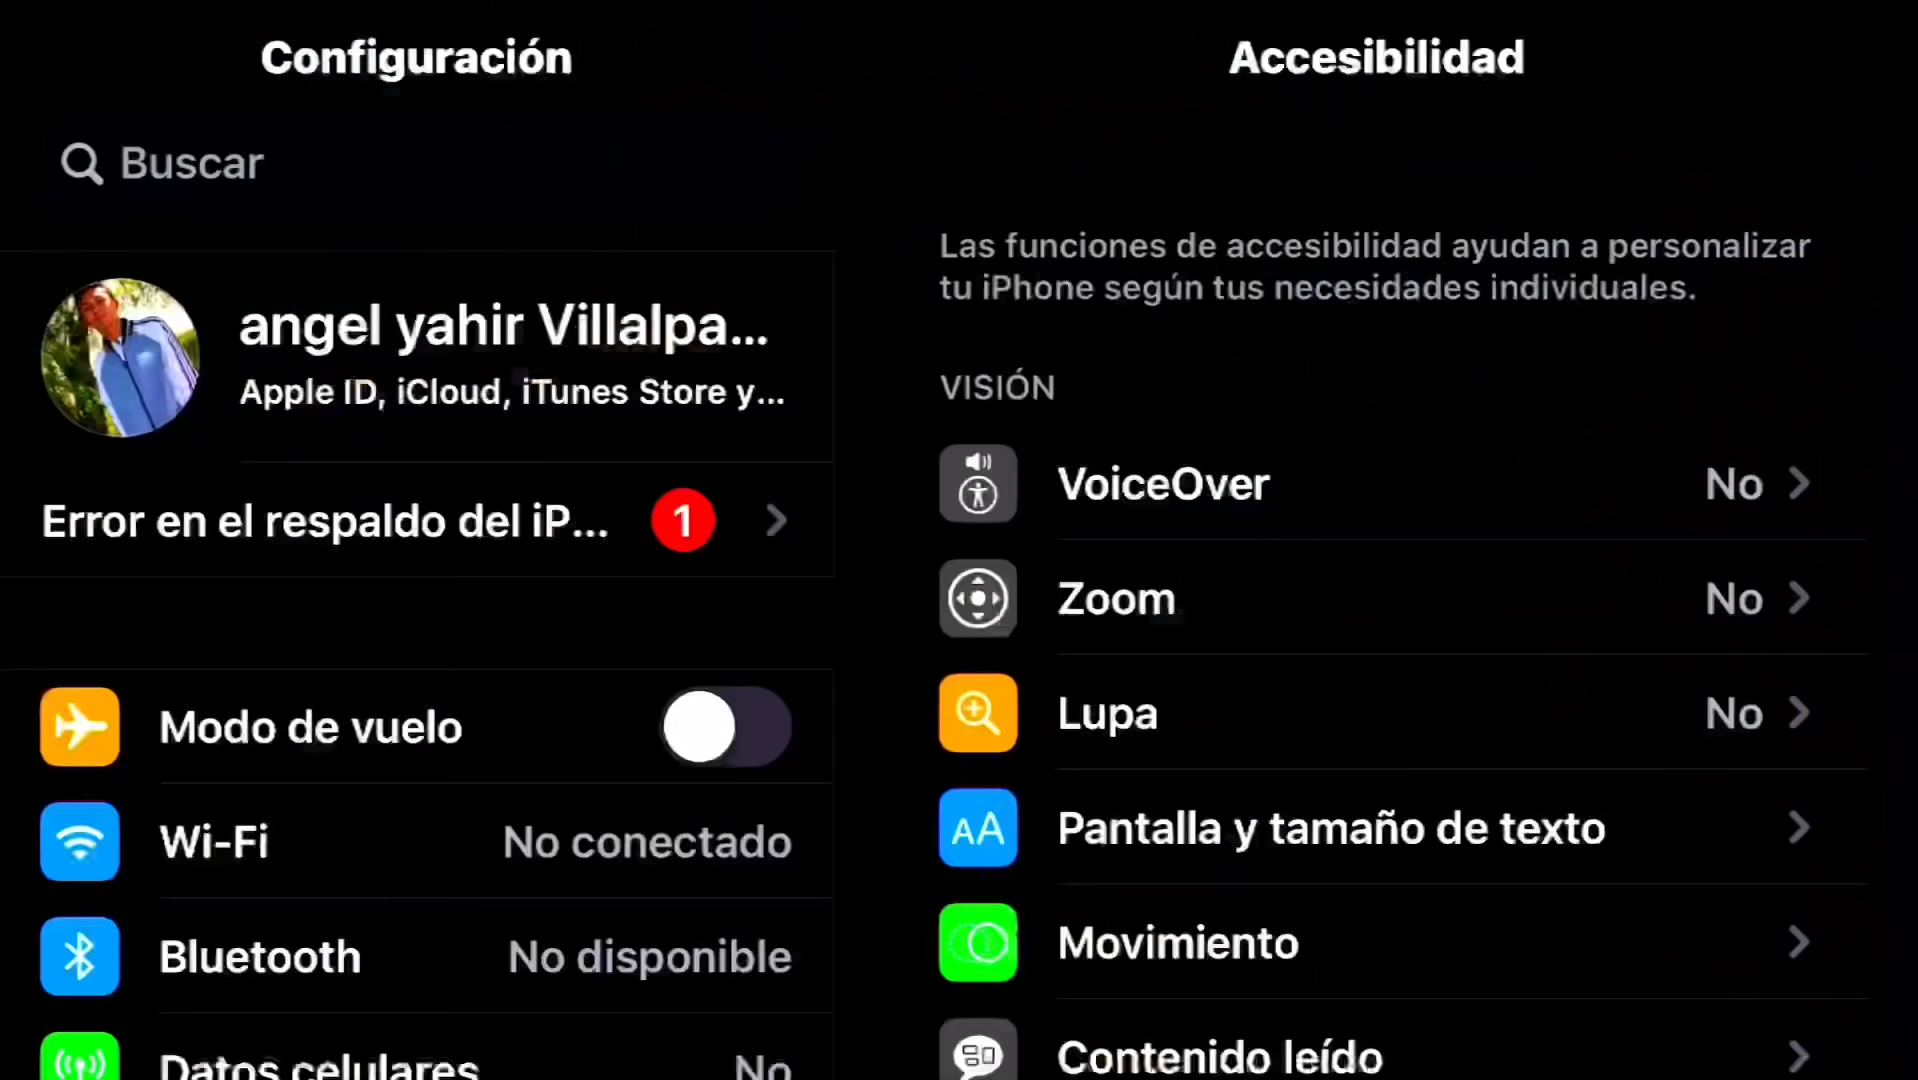 Configuración
Buscar
angel yahir Villalpa...
Apple ID, iCloud, iTunes Store y...
Error en el respaldo del iP...
1
Modo de vuelo
Wi-Fi
No conectado
Bluetooth
No disponible
Datos celulares
No
Accesibilidad
Las funciones de accesibilidad ayudan a personalizar
tu iPhone según tus necesidades individuales.
VISIÓN
VoiceOver
No
Zoom
No
Lupa
No
AA
Pantalla y tamaño de texto
Movimiento
Contenido leído